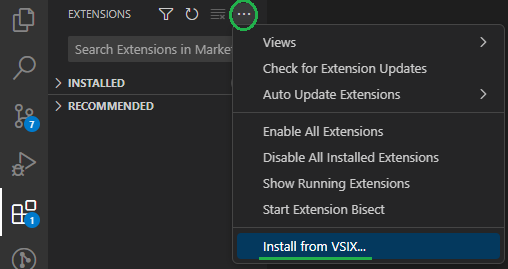 EXTENSIONS
Search Extensions in Market
INSTALLED
RECOMMENDED
7
1
Views
Check for Extension Updates
Auto Update Extensions
Enable All Extensions
Disable All Installed Extensions
Show Running Extensions
Start Extension Bisect
Install from VSIX...